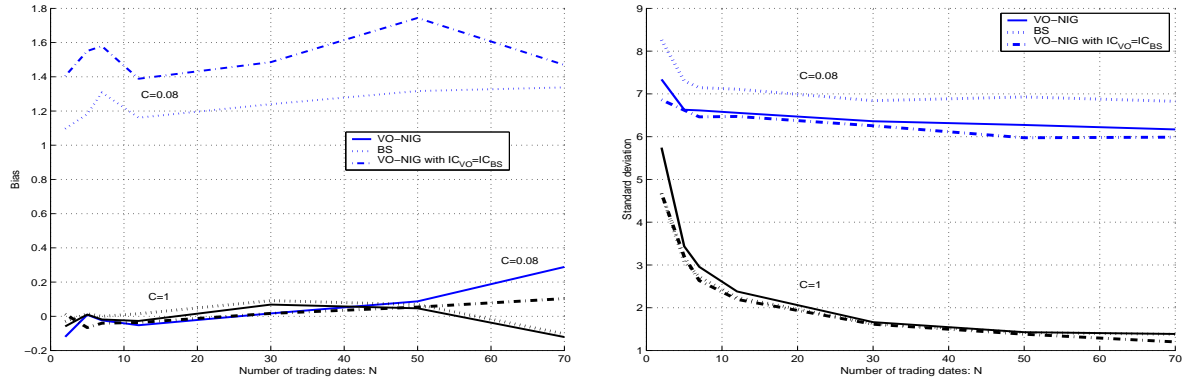 1.8
1.6
1.4
1.2
1
0.8
0.6
0.4
0.2
0
−0.2
Bias
C=0.08
VO−NIG
BS
VO−NIG with IC_VO=IC_BS
C=0.08
C=1
0 10 20 30 40 50 60 70
Number of trading dates: N
9
8
7
6
5
4
3
2
1
Standard deviation
VO−NIG
BS
VO−NIG with IC_VO=IC_BS
C=0.08
C=1
0 10 20 30 40 50 60 70
Number of trading dates: N